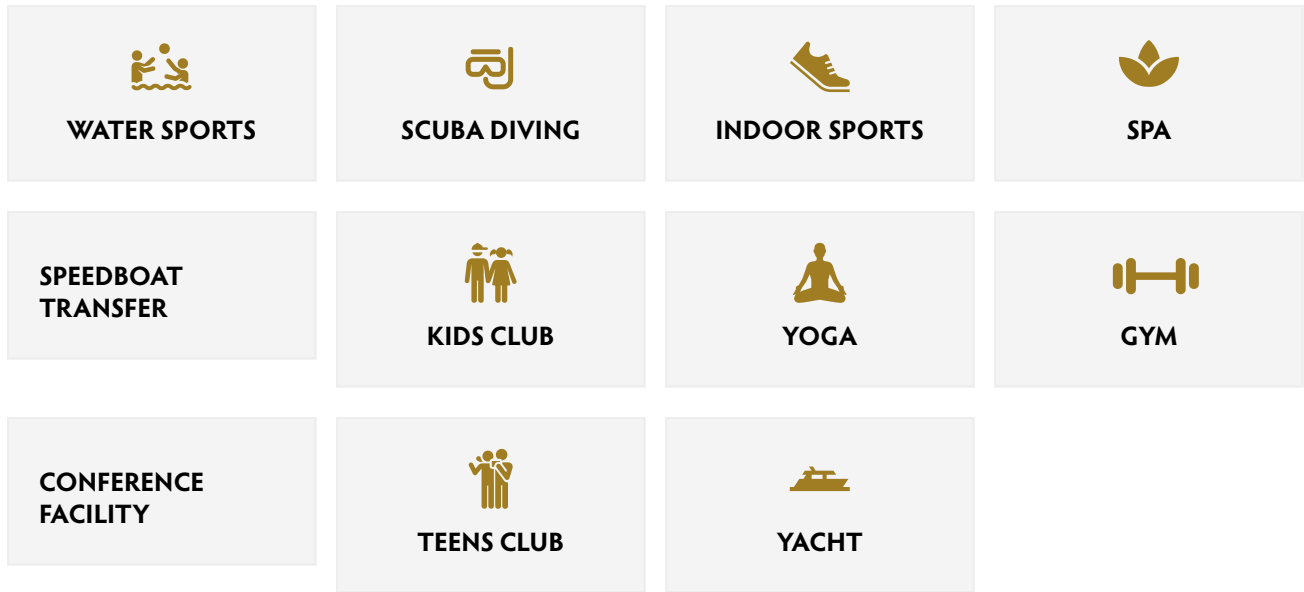 WATER SPORTS
SCUBA DIVING
INDOOR SPORTS
SPA
SPEEDBOAT
TRANSFER
KIDS CLUB
YOGA
GYM
CONFERENCE
FACILITY
TEENS CLUB
YACHT